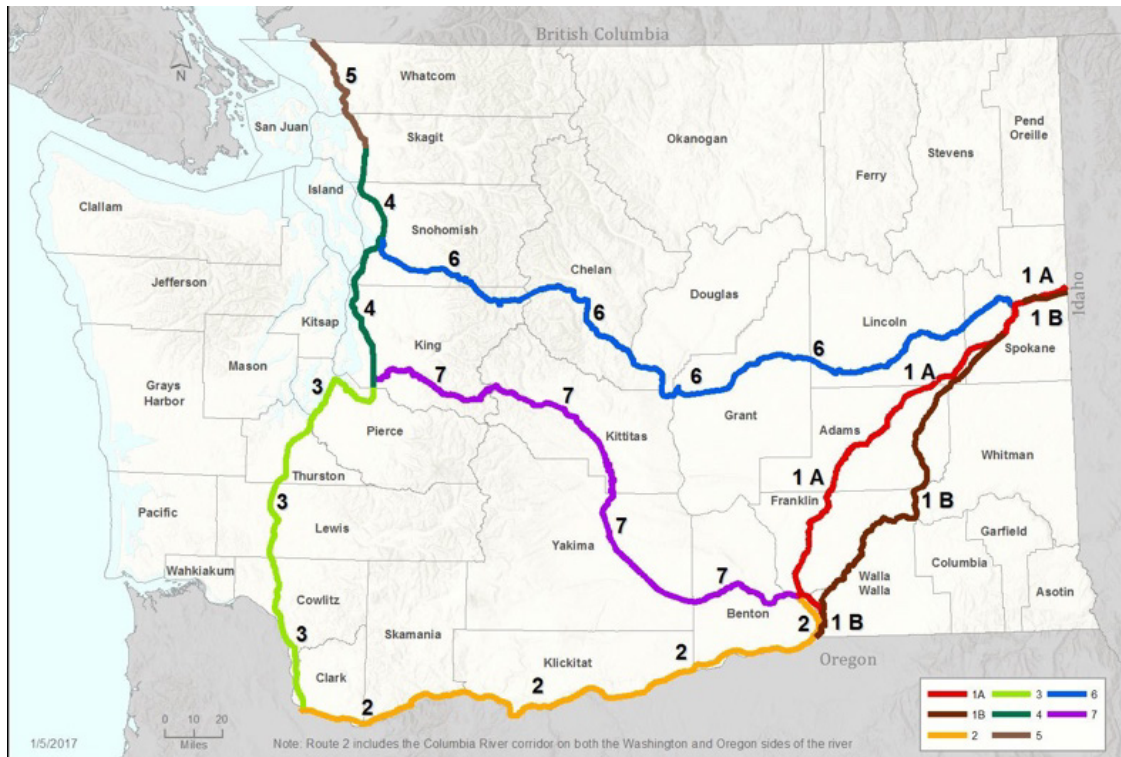 British Columbia
N
5
Whatcom
San Juan
Skagit
Okanogan
Pend
Oreille
Stevens
Ferry
Island
Clallam
4
Snohomish
6
Chelan
Jefferson
Douglas
1 A
Idaho
1 B
Lincoln
Kitsap
4
6
6
Spokane
King
Mason
3
7
6
1 A
Grays
Harbor
7
Grant
Pierce
Kittitas
Adams
Whitman
Thurston
1 A
3
Franklin
1 B
Pacific
Lewis
7
Garfield
Yakima
Columbia
Wahkiakum
7
Walla
Walla
Asotin
Cowlitz
Benton
Skamania
2
1 B
3
2
Klickitat
Oregon
Clark
2
2
1A
3
6
1B
4
7
2
5
0
10
20
Miles
1/5/2017
Note: Route 2 includes the Columbia River corridor on both the Washington and Oregon sides of the river